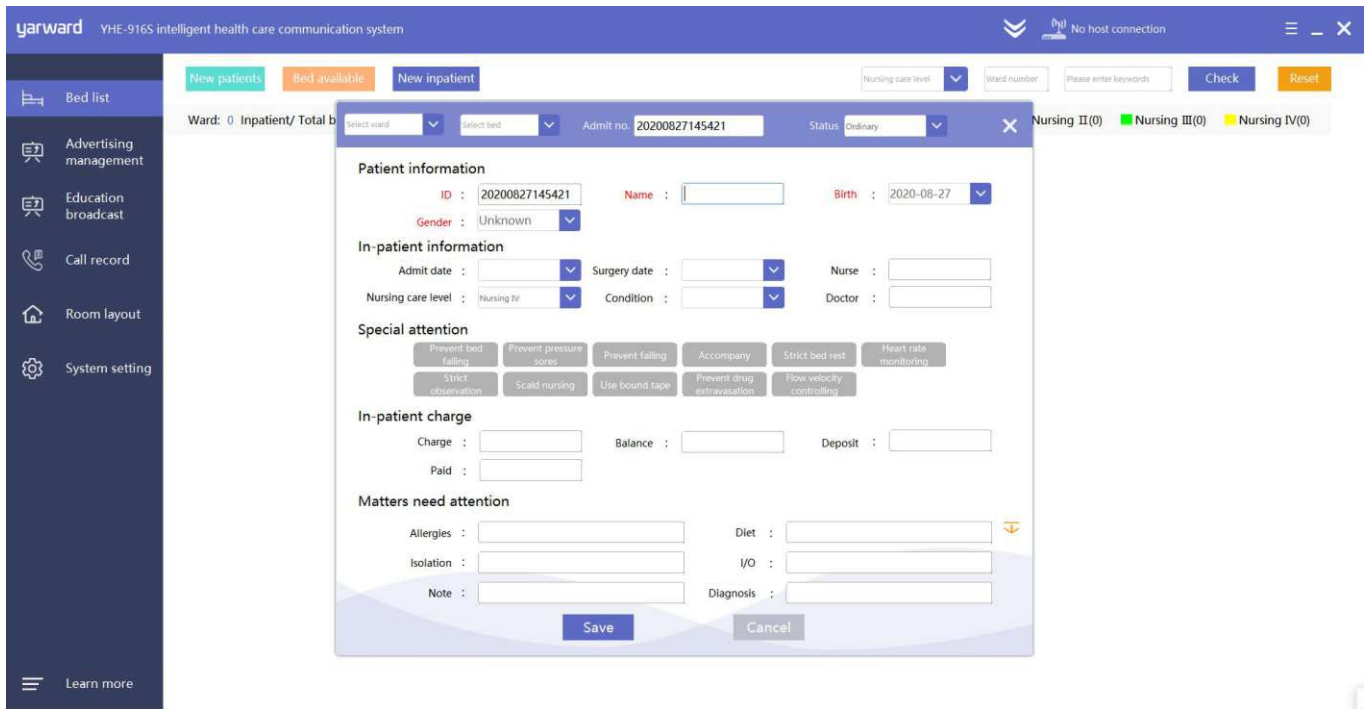 yarward YHE-916S intelligent health care communication system No host connection
New patients Bed available New inpatient Nursing care level Ward number Please enter keywords Check Reset
Bed list
Advertising management
Education broadcast
Call record
Room layout
System setting
Learn more
Ward: 0 Inpatient/ Total b Nursing II(0) Nursing III(0) Nursing IV(0)
Select ward Select bed Admit no. 20200827145421 Status Ordinary
Patient information
ID : 20200827145421 Name : Birth : 2020-08-27
Gender : Unknown
In-patient information
Admit date : Surgery date : Nurse :
Nursing care level : Nursing IV Condition : Doctor :
Special attention
Prevent bed falling Prevent pressure sores Prevent falling Accompany Strict bed rest Heart rate monitoring
Strict observation Scald nursing Use bound tape Prevent drug extravasation Flow velocity controlling
In-patient charge
Charge : Balance : Deposit :
Paid :
Matters need attention
Allergies : Diet :
Isolation : I/O :
Note : Diagnosis :
Save Cancel